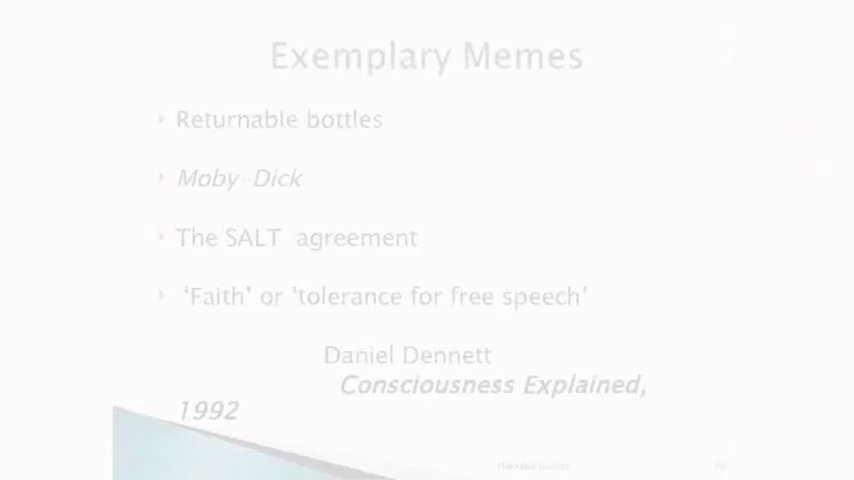 Exemplary Memes
Returnable bottles
Moby-Dick
The SALT agreement
‘Faith’ or ‘tolerance for free speech’
Daniel Dennett
Consciousness Explained,
1992